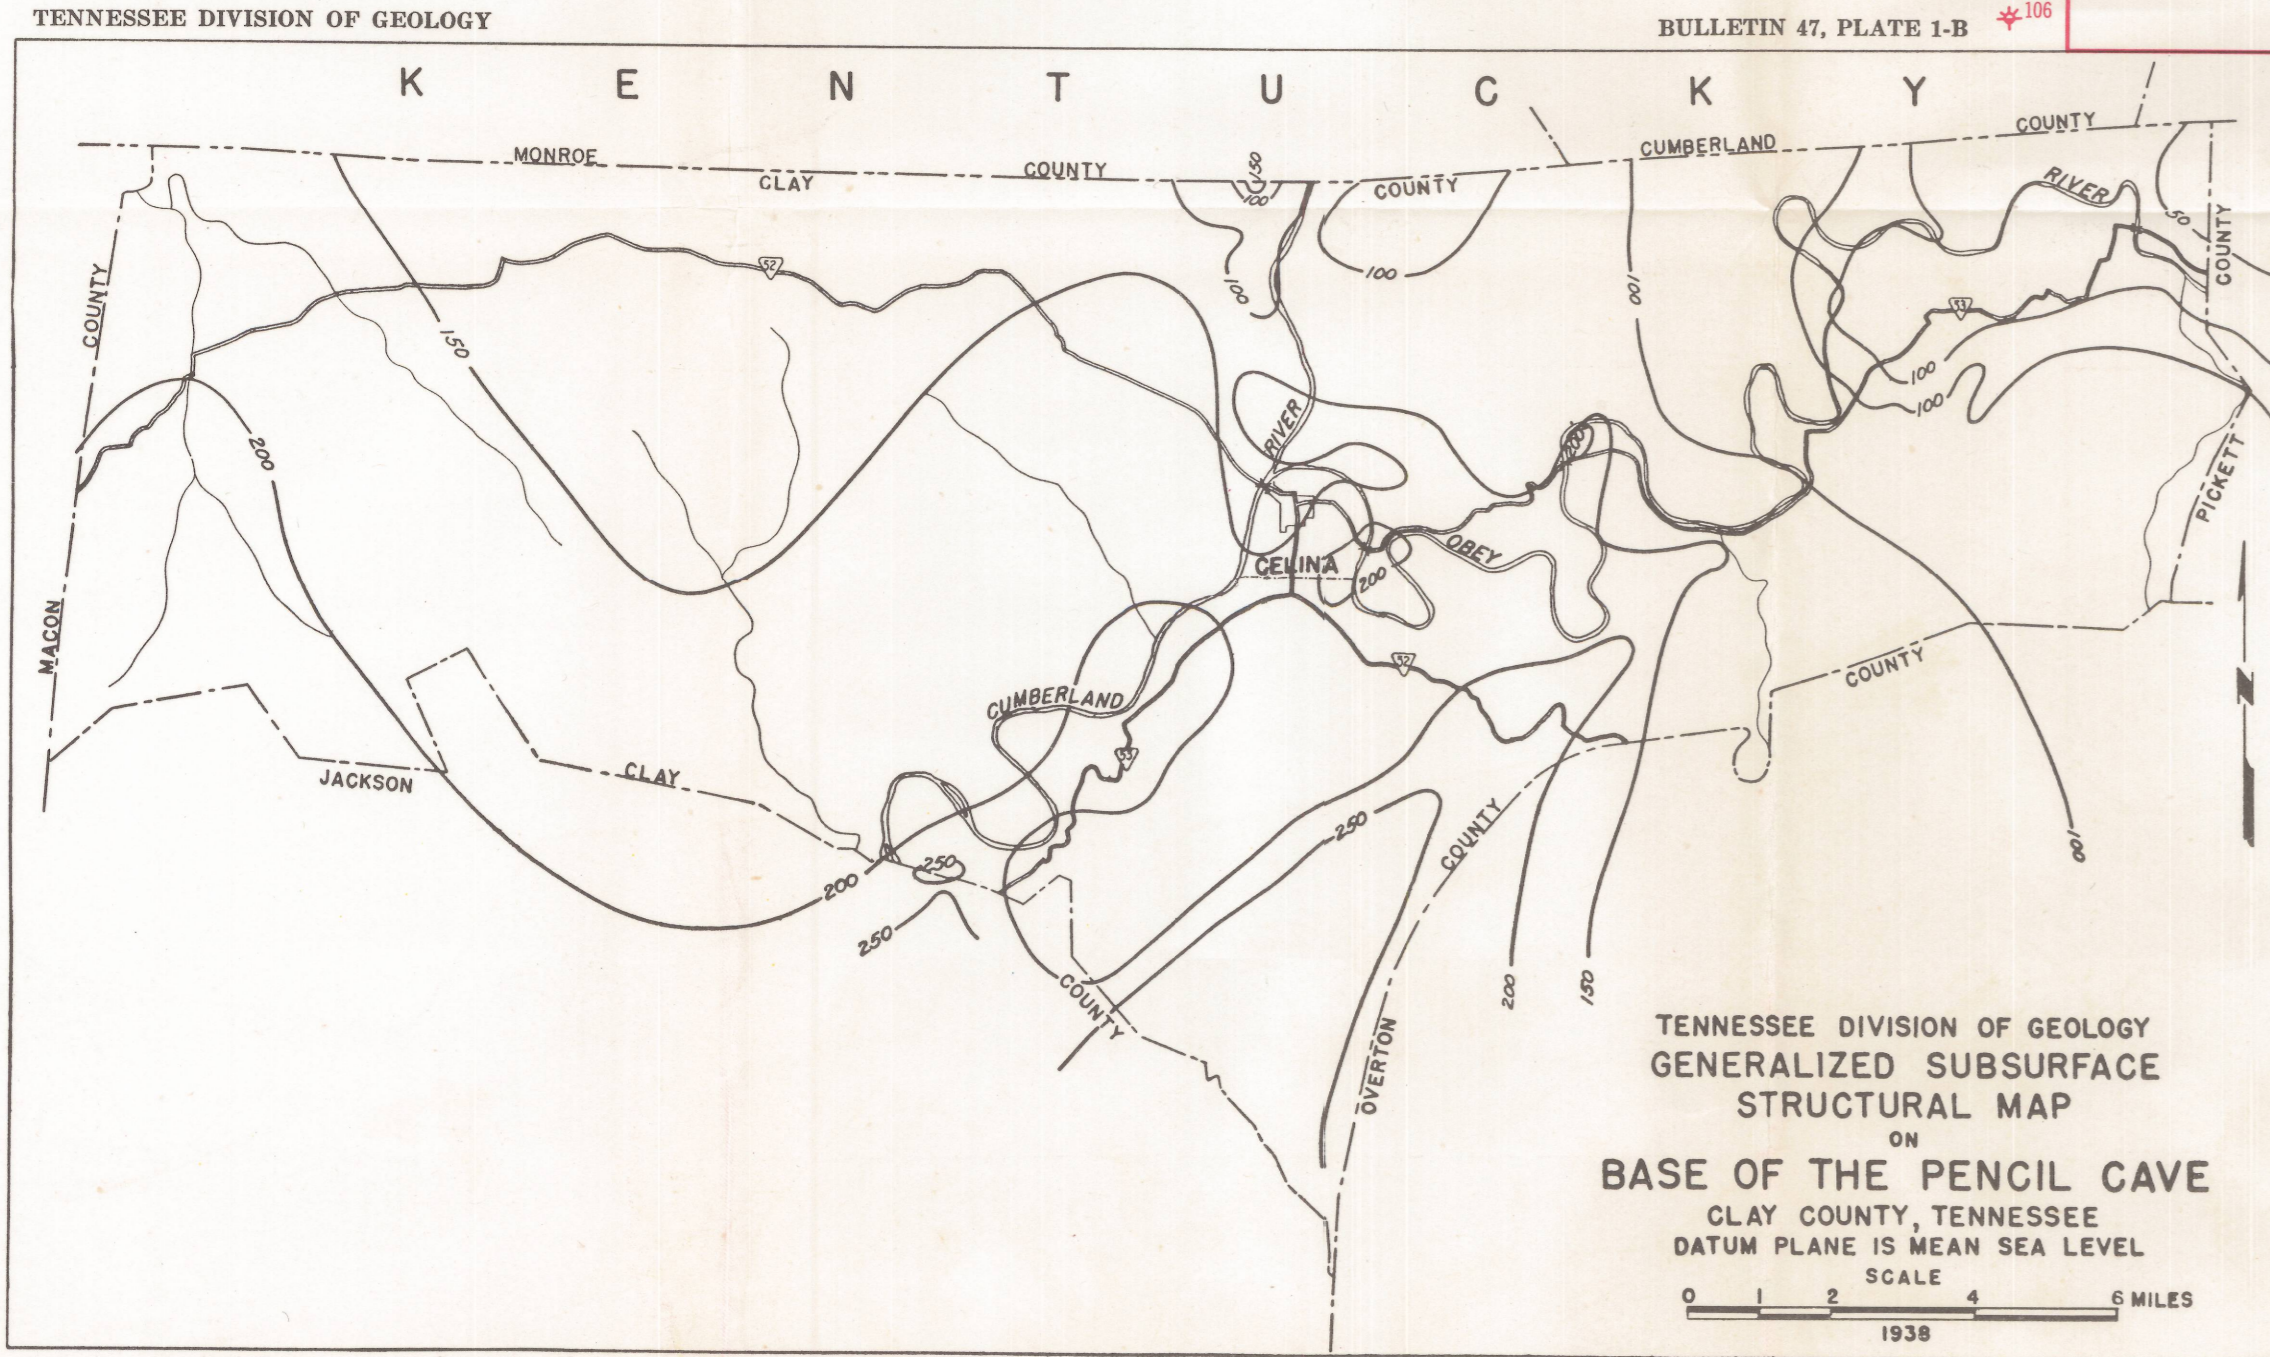 TENNESSEE DIVISION OF GEOLOGY
BULLETIN 47, PLATE 1-B
106
K E N T U C K Y
MONROE
CLAY
COUNTY
COUNTY
CUMBERLAND
COUNTY
150
100
RIVER
50
COUNTY
COUNTY
52
100
100
100
53
150
100
100
200
RIVER
200
PICKETT
CELINA
200
OBEY
MACON
52
COUNTY
CUMBERLAND
53
JACKSON
CLAY
250
COUNTY
100
250
200
250
COUNTY
200
150
OVERTON
N
TENNESSEE DIVISION OF GEOLOGY
GENERALIZED SUBSURFACE
STRUCTURAL MAP
ON
BASE OF THE PENCIL CAVE
CLAY COUNTY, TENNESSEE
DATUM PLANE IS MEAN SEA LEVEL
SCALE
0 1 2 4 6 MILES
1938